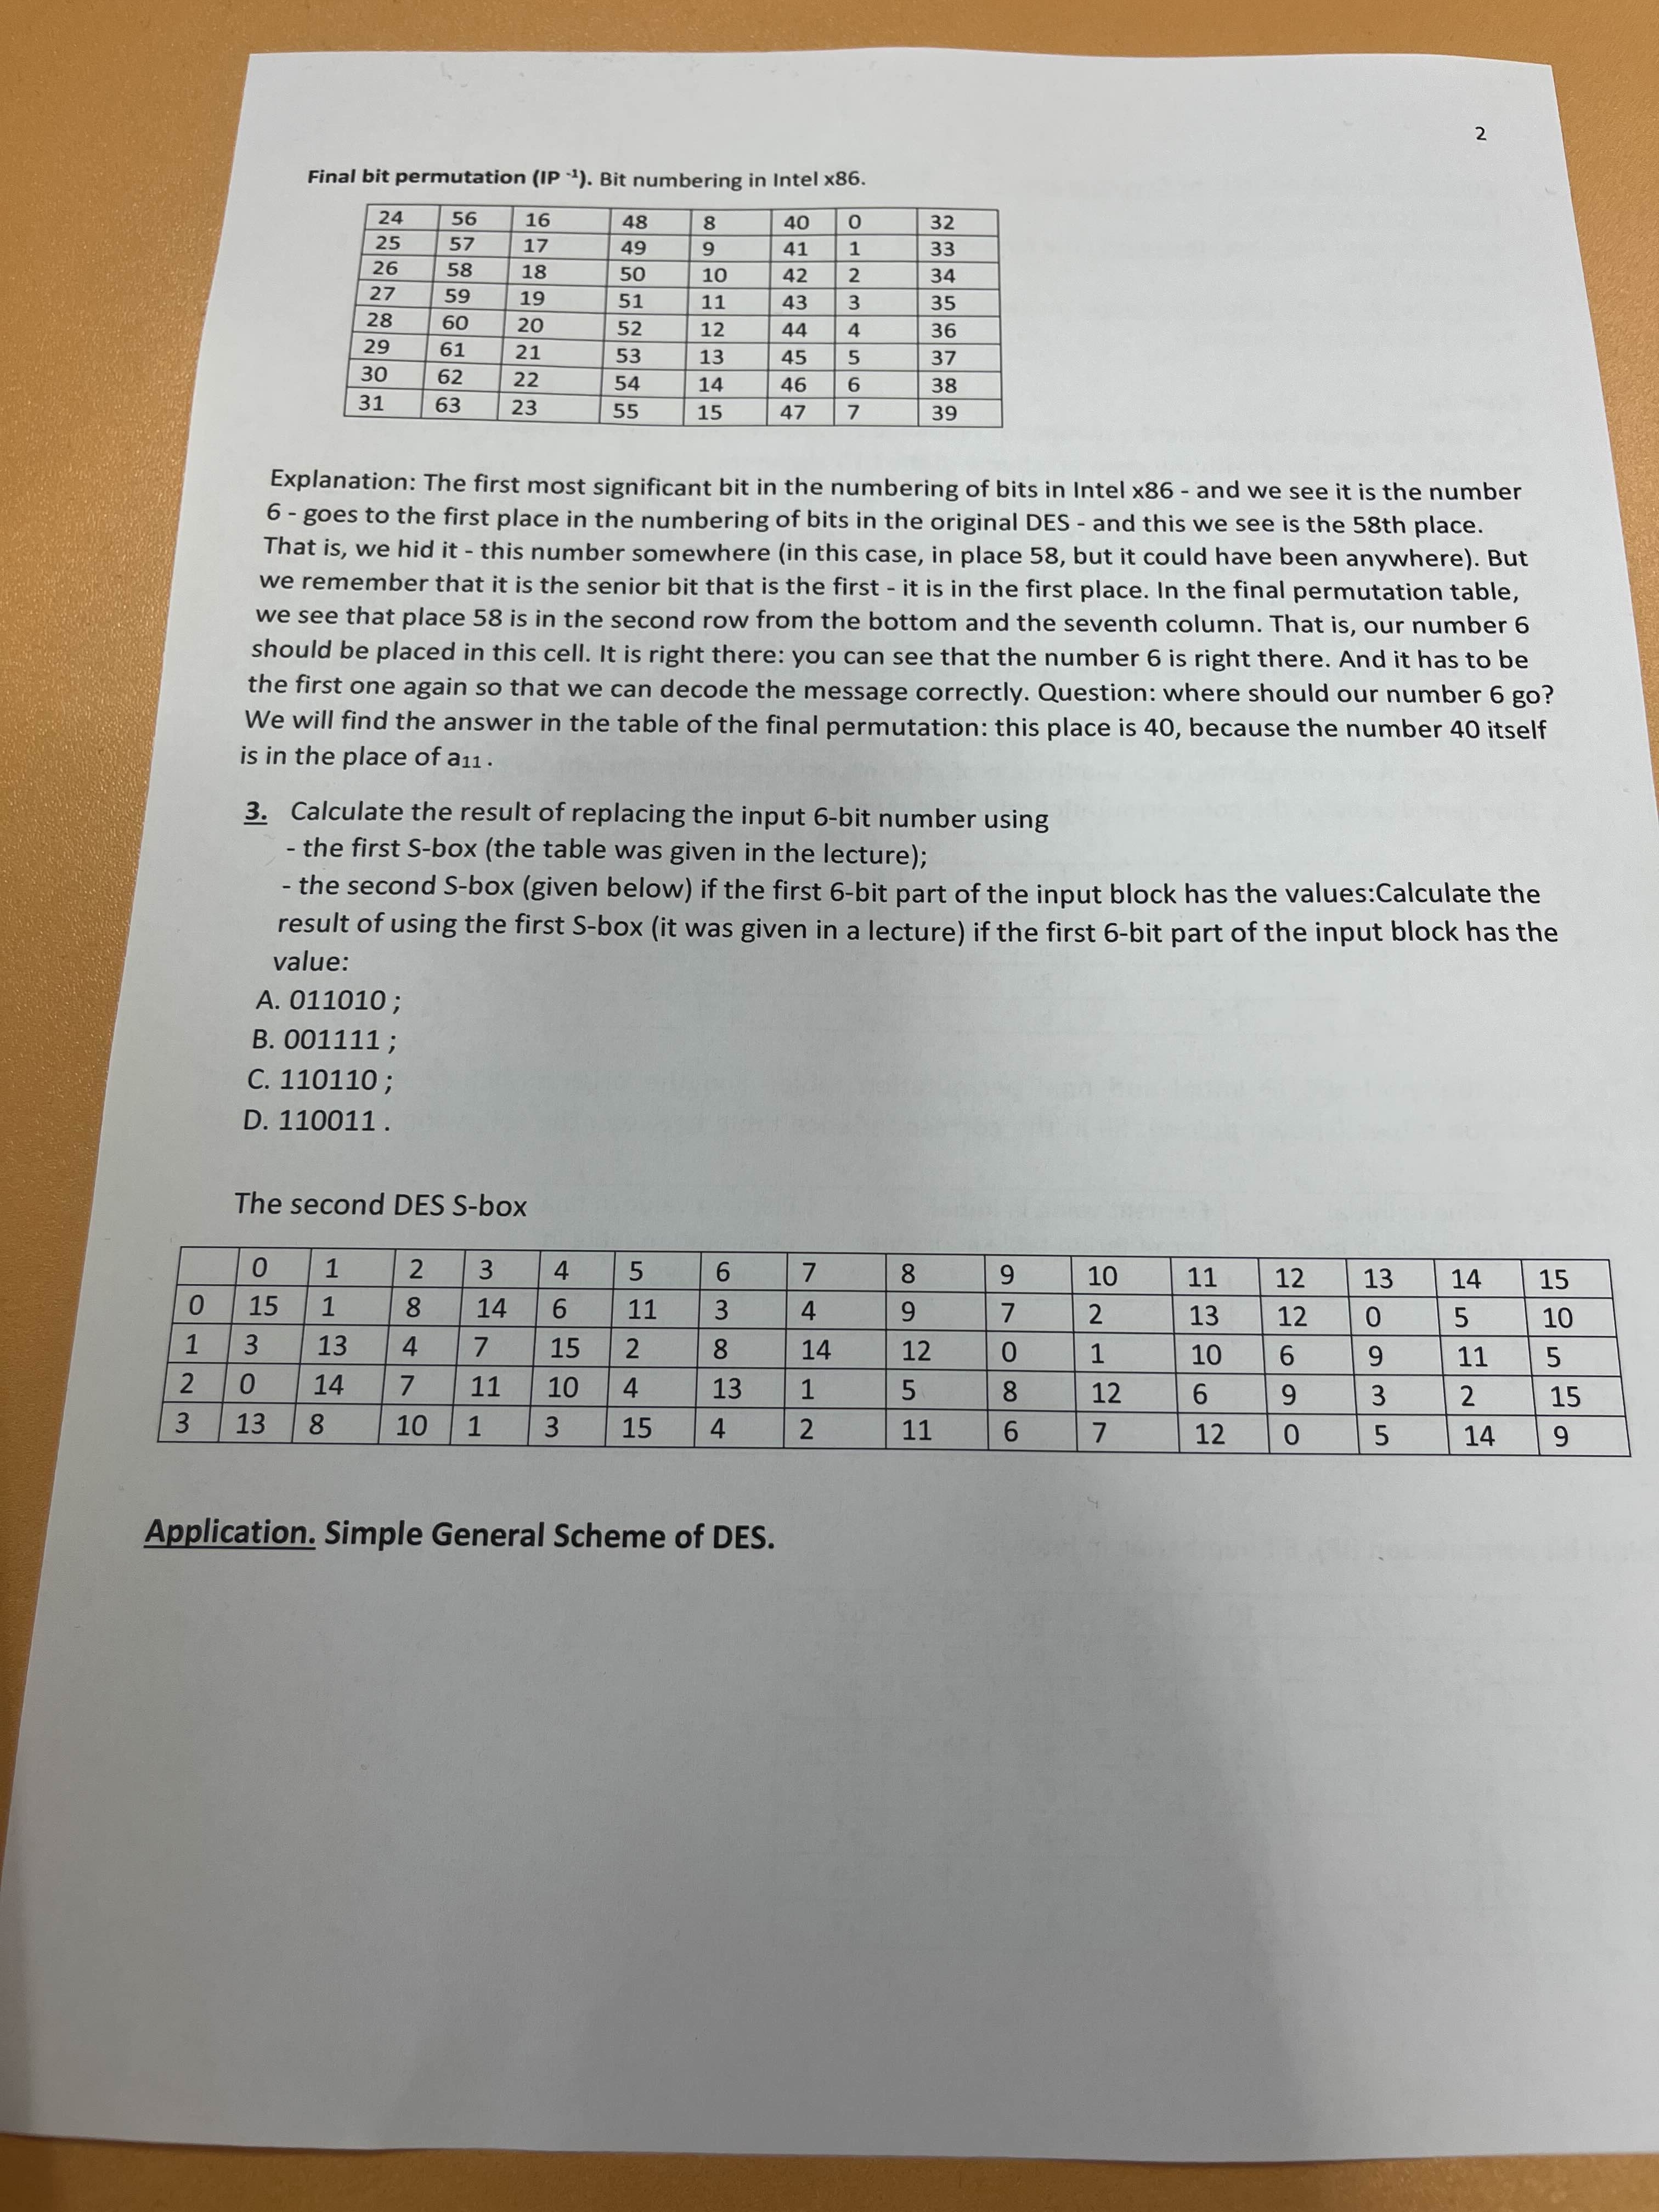 2
Final bit permutation (IP ⁻¹). Bit numbering in Intel x86.
24 56 16 48 8 40 0 32
25 57 17 49 9 41 1 33
26 58 18 50 10 42 2 34
27 59 19 51 11 43 3 35
28 60 20 52 12 44 4 36
29 61 21 53 13 45 5 37
30 62 22 54 14 46 6 38
31 63 23 55 15 47 7 39
Explanation: The first most significant bit in the numbering of bits in Intel x86 - and we see it is the number
6 - goes to the first place in the numbering of bits in the original DES - and this we see is the 58th place.
That is, we hid it - this number somewhere (in this case, in place 58, but it could have been anywhere). But
we remember that it is the senior bit that is the first - it is in the first place. In the final permutation table,
we see that place 58 is in the second row from the bottom and the seventh column. That is, our number 6
should be placed in this cell. It is right there: you can see that the number 6 is right there. And it has to be
the first one again so that we can decode the message correctly. Question: where should our number 6 go?
We will find the answer in the table of the final permutation: this place is 40, because the number 40 itself
is in the place of a₁₁ .
3. Calculate the result of replacing the input 6-bit number using
- the first S-box (the table was given in the lecture);
- the second S-box (given below) if the first 6-bit part of the input block has the values:Calculate the
result of using the first S-box (it was given in a lecture) if the first 6-bit part of the input block has the
value:
A. 011010 ;
B. 001111 ;
C. 110110 ;
D. 110011 .
The second DES S-box
0 1 2 3 4 5 6 7 8 9 10 11 12 13 14 15
0 15 1 8 14 6 11 3 4 9 7 2 13 12 0 5 10
1 3 13 4 7 15 2 8 14 12 0 1 10 6 9 11 5
2 0 14 7 11 10 4 13 1 5 8 12 6 9 3 2 15
3 13 8 10 1 3 15 4 2 11 6 7 12 0 5 14 9
Application. Simple General Scheme of DES.